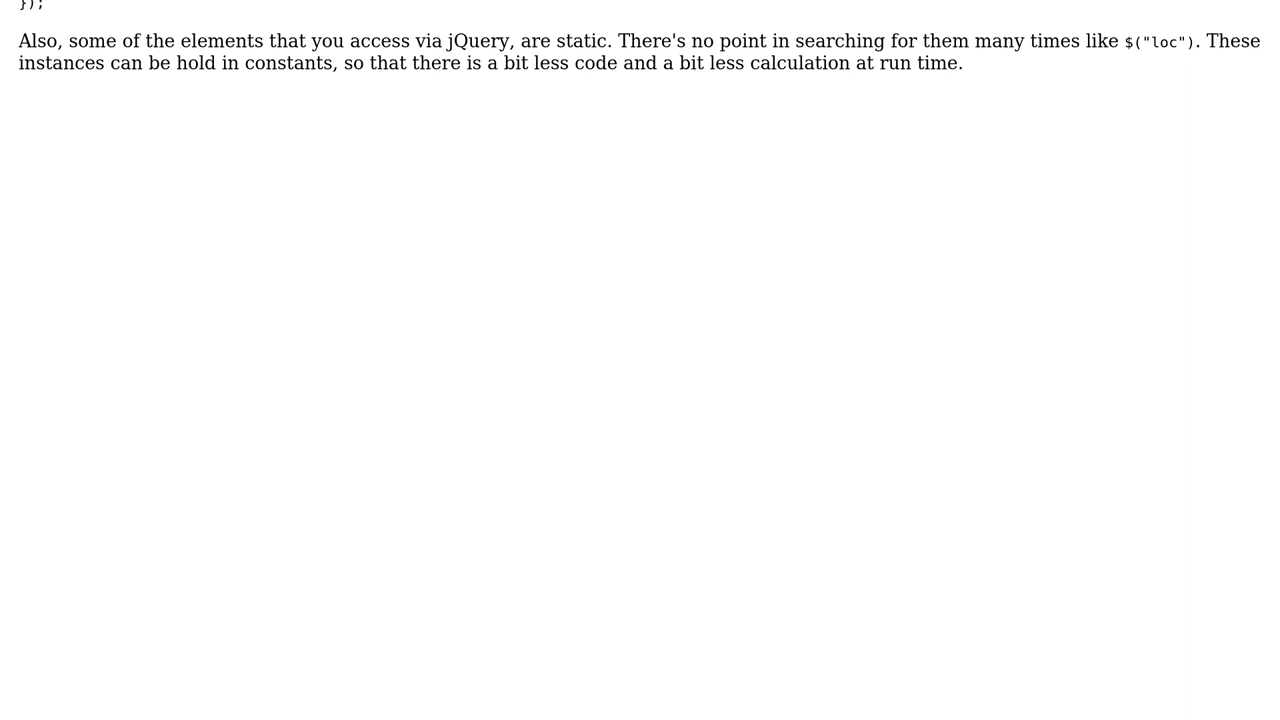 });
Also, some of the elements that you access via jQuery, are static. There's no point in searching for them many times like $("loc"). These
instances can be hold in constants, so that there is a bit less code and a bit less calculation at run time.